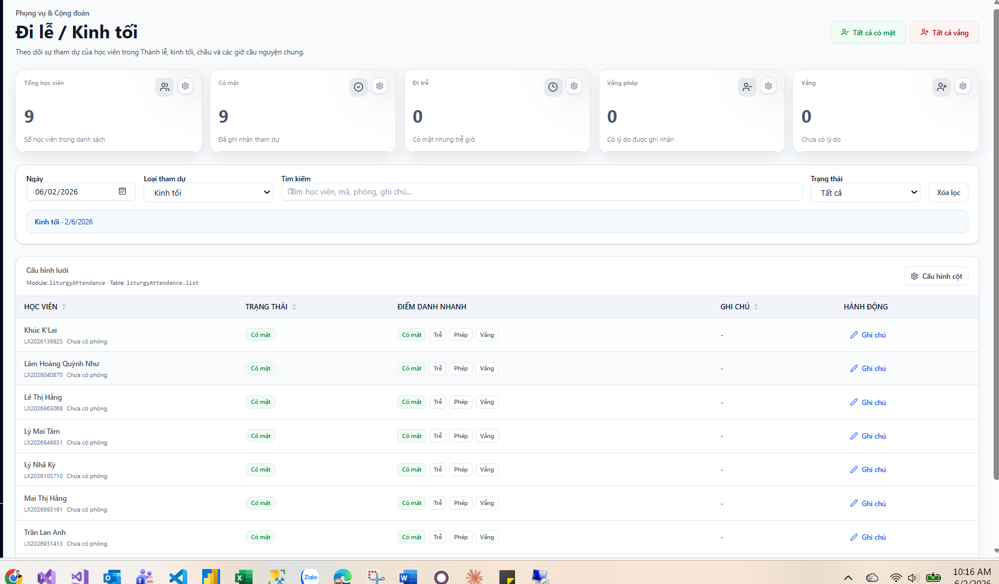 Phụng vụ & Cộng đoàn
Đi lễ / Kinh tối
Theo dõi sự tham dự của học viên trong Thánh lễ, kinh tối, chầu và các giờ cầu nguyện chung.
Tất cả có mặt
Tất cả vắng
Tổng học viên
9
Số học viên trong danh sách
Có mặt
9
Đã ghi nhận tham dự
Đi trễ
0
Có mặt nhưng trễ giờ
Vắng phép
0
Có lý do được ghi nhận
Vắng
0
Chưa có lý do
Ngày
06/02/2026
Loại tham dự
Kinh tối
Tìm kiếm
Tìm học viên, mã, phòng, ghi chú...
Trạng thái
Tất cả
Xóa lọc
Kinh tối · 2/6/2026
Cấu hình lưới
Module: liturgyAttendance · Table: liturgyAttendance.list
Cấu hình cột
HỌC VIÊN TRẠNG THÁI ĐIỂM DANH NHANH GHI CHÚ HÀNH ĐỘNG
Khúc K'Lai
LX2026136923 Chưa có phòng
Có mặt Có mặt Trễ Phép Vắng - Ghi chú
Lâm Hoàng Quỳnh Như
LX2026040870 Chưa có phòng
Có mặt Có mặt Trễ Phép Vắng - Ghi chú
Lê Thị Hằng
LX2026965068 Chưa có phòng
Có mặt Có mặt Trễ Phép Vắng - Ghi chú
Lý Mai Tâm
LX2026646831 Chưa có phòng
Có mặt Có mặt Trễ Phép Vắng - Ghi chú
Lý Nhã Kỳ
LX2026105710 Chưa có phòng
Có mặt Có mặt Trễ Phép Vắng - Ghi chú
Mai Thị Hằng
LX2026993161 Chưa có phòng
Có mặt Có mặt Trễ Phép Vắng - Ghi chú
Trần Lan Anh
LX2026931413 Chưa có phòng
Có mặt Có mặt Trễ Phép Vắng - Ghi chú
Zalo
NN
10:16 AM
6/2/2026